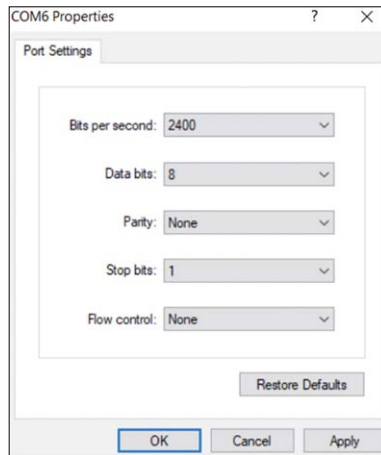 COM6 Properties ? X
Port Settings
Bits per second: 2400
Data bits: 8
Parity: None
Stop bits: 1
Flow control: None
Restore Defaults
OK Cancel Apply